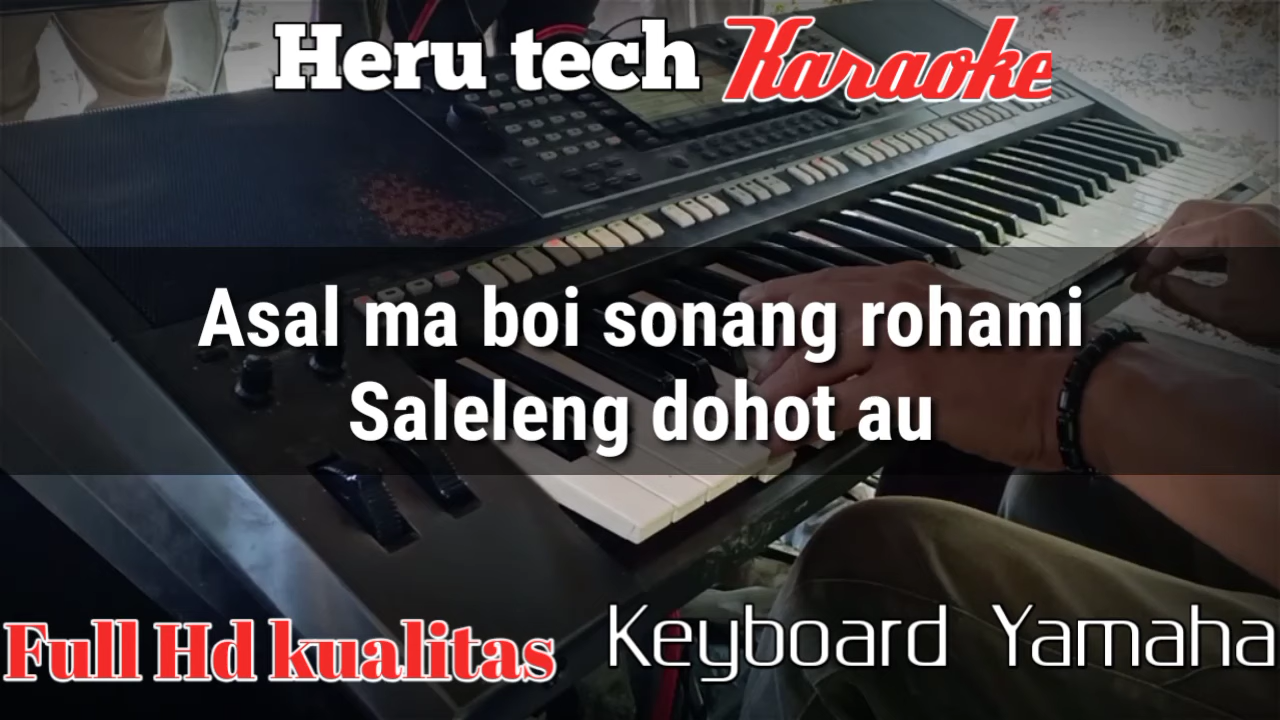 Heru tech Karaoke
Asal ma boi sonang rohami
Saleleng dohot au
Full Hd kualitas
Keyboard Yamaha